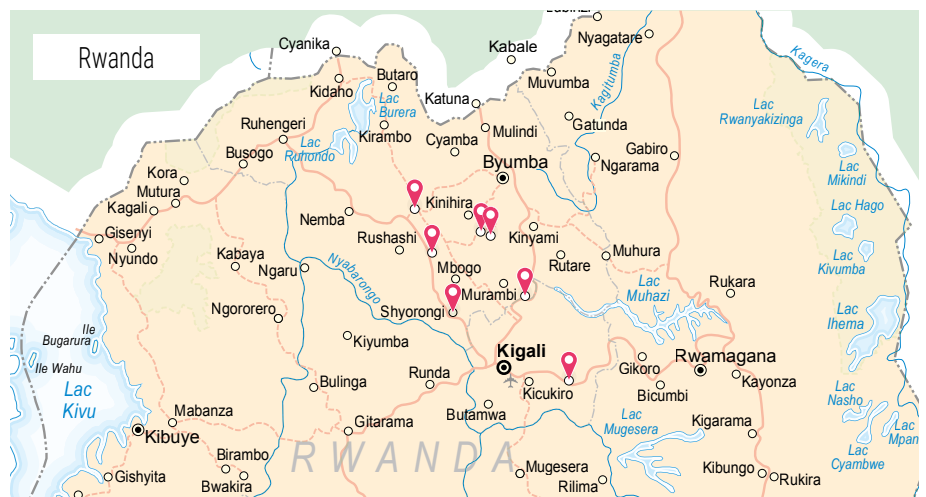 Rwanda
Cyanika
Kabale
Nyagatare
Kagera
Kidaho
Butaro
Muvumba
Kagitumba
Katuna
Lac
Burera
Lac
Rwanyakizinga
Ruhengeri
Kirambo
Cyamba
Mulindi
Gatunda
Lac
Ruhondo
Busogo
Byumba
Ngarama
Gabiro
Lac
Mikindi
Kora
Mutura
Kagali
Nemba
Kinihira
Lac Hago
Gisenyi
Nyundo
Rushashi
Kinyami
Kabaya
Ngaru
Nyabarongo
Mbogo
Rutare
Muhura
Lac
Kivumba
Murambi
Lac
Muhazi
Rukara
Ngororero
Shyorongi
Lac
Ihema
Ile
Bugarura
Kiyumba
Kigali
Ile Wahu
Gikoro
Rwamagana
Lac
Kivu
Bulinga
Runda
Kicukiro
Bicumbi
Kayonza
Lac
Nasho
Mabanza
Gitarama
Butamwa
Lac
Mugesera
Kigarama
Lac
Mpan
Kibuye
RWANDA
Lac
Cyambwe
Birambo
Gishyita
Bwakira
Mugesera
Rilima
Kibungo
Rukira